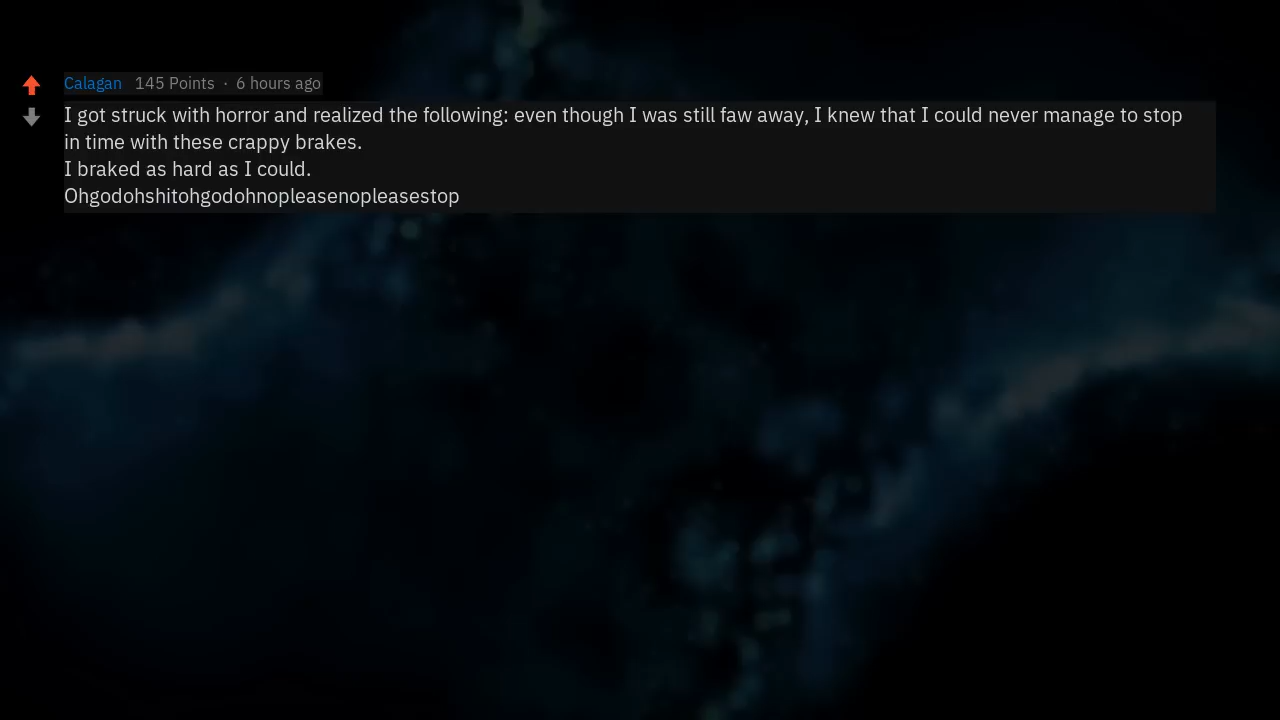 Calagan 145 Points · 6 hours ago
I got struck with horror and realized the following: even though I was still faw away, I knew that I could never manage to stop
in time with these crappy brakes.
I braked as hard as I could.
Ohgodohshitohgodohnopleasenopleasestop